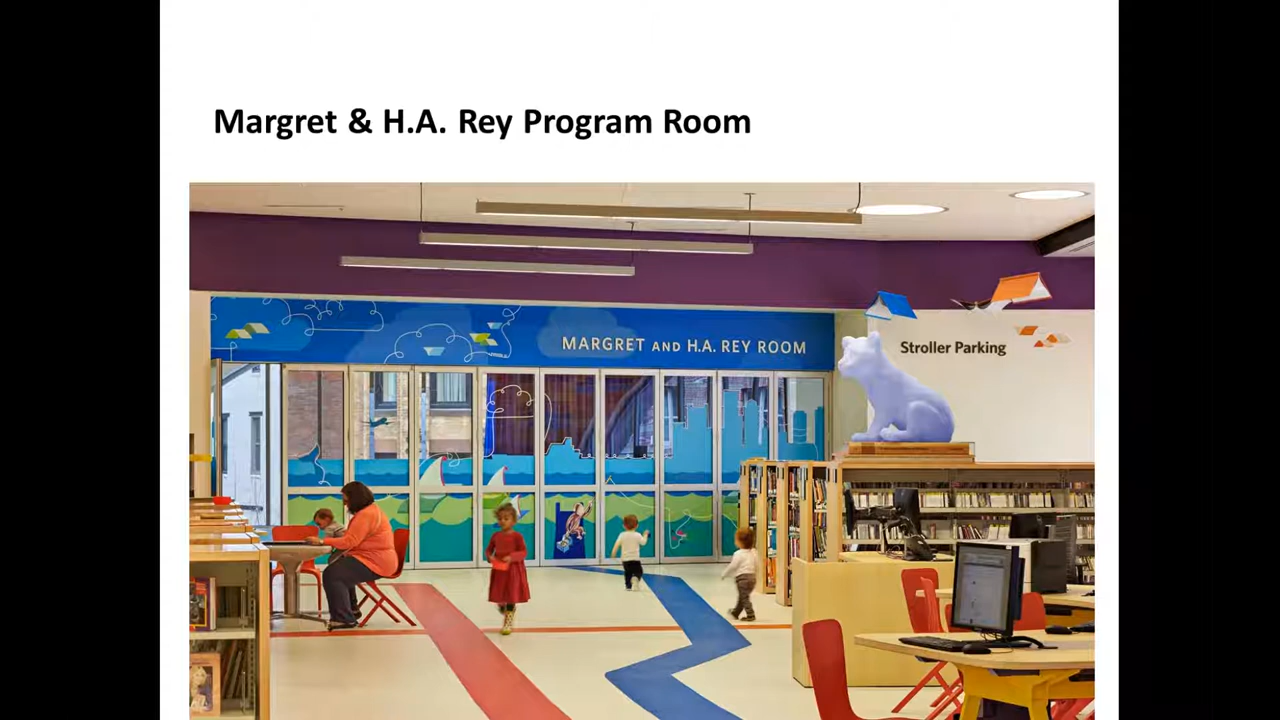 Margret & H.A. Rey Program Room
MARGRET AND H.A. REY ROOM
Stroller Parking